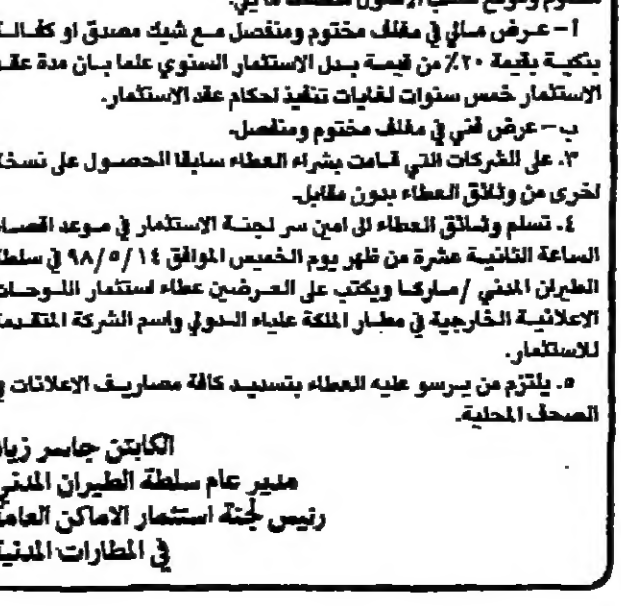 أ- عرض مالي في مغلف مختوم ومنفصل مع شيك مصدق او كفالة
بنكية بقيمة ٢٠٪ من قيمة بدل الاستثمار السنوي علما بان مدة عقد
الاستثمار خمس سنوات لغايات تنفيذ احكام عقد الاستثمار.
ب- عرض فني في مغلف مختوم ومنفصل.
٣. على الشركات التي قامت بشراء العطاء سابقا الحصول على نسخة
اخرى من وثائق العطاء بدون مقابل.
٤. تسلم وثائق العطاء الى امين سر لجنة الاستثمار في موعد اقصاه
الساعة الثانية عشرة من ظهر يوم الخميس الموافق ٩٨/٥/١٤ في سلطة
الطيران المدني /ماركا ويكتب على العرضين عطاء استثمار اللوحات
الاعلانية الخارجية في مطار الملكة علياء الدولي واسم الشركة المتقدمة
للاستثمار.
٥. يلتزم من يرسو عليه العطاء بتسديد كافة مصاريف الاعلانات في
الصحف المحلية.
الكابتن جاسر زياد
مدير عام سلطة الطيران المدني
رئيس لجنة استثمار الاماكن العامة
في المطارات المدنية